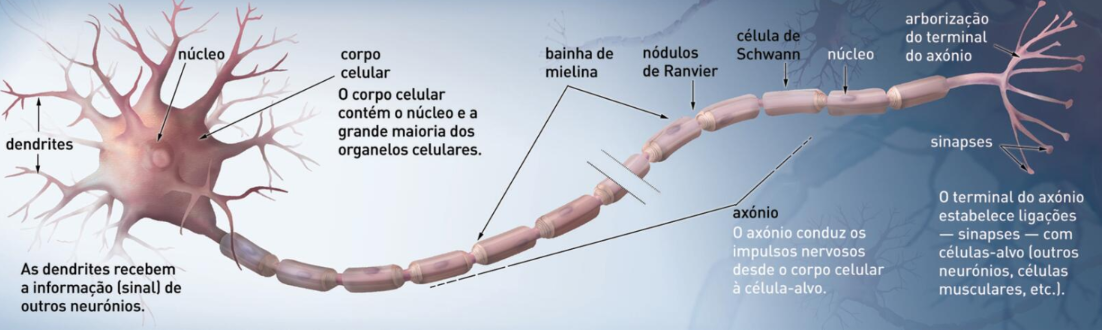 núcleo
corpo
celular
O corpo celular
contém o núcleo e a
grande maioria dos
organelos celulares.
dendrites
As dendrites recebem
a informação (sinal) de
outros neurónios.
bainha de
mielina
nódulos
de Ranvier
célula de
Schwann
núcleo
arborização
do terminal
do axónio
sinapses
axónio
O axónio conduz os
impulsos nervosos
desde o corpo celular
à célula-alvo.
O terminal do axónio
estabelece ligações
— sinapses — com
células-alvo (outros
neurónios, células
musculares, etc.).